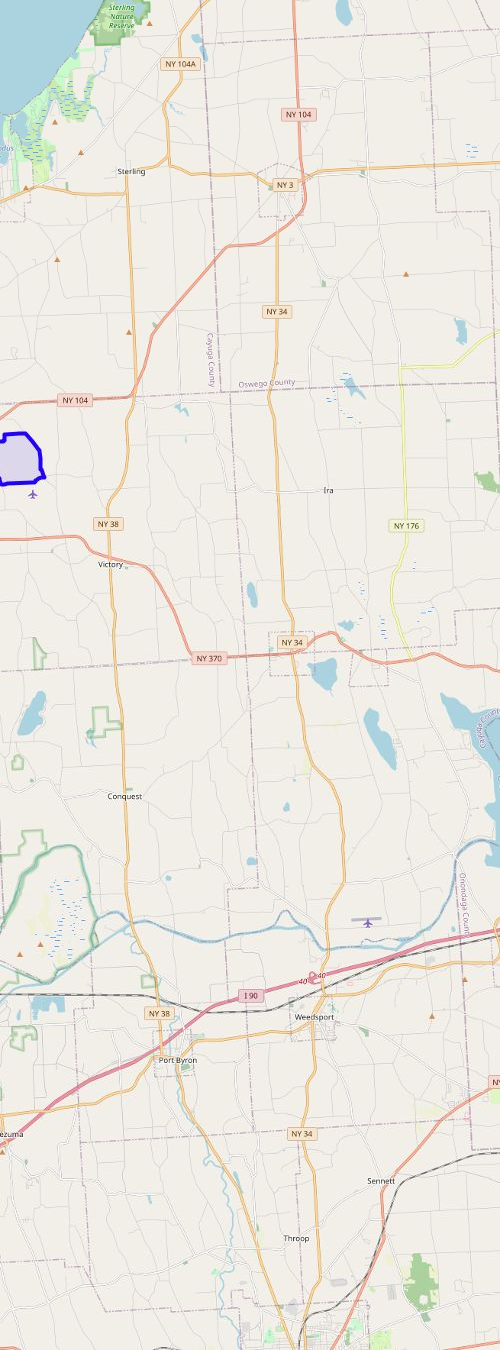 Sterling
Nature
Reserve
NY 104A
NY 104
Sterling
NY 3
NY 34
Cayuga County
Oswego County
NY 104
Ira
NY 38
NY 176
Victory
NY 34
NY 370
Conquest
Onondaga County
40
40
I 90
NY 38
Weedsport
Port Byron
NY 34
ezuma
Sennett
Throop